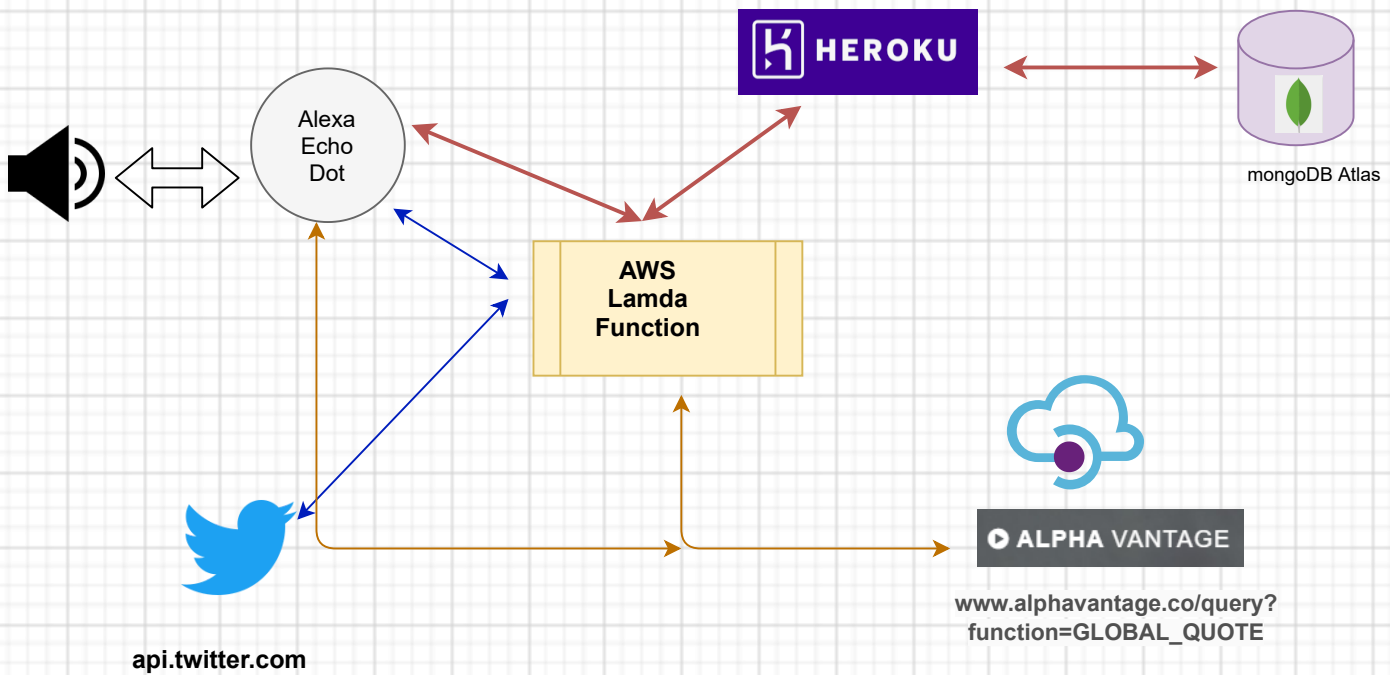 HEROKU
Alexa
Echo
Dot
mongoDB Atlas
AWS
Lamda
Function
ALPHA VANTAGE
www.alphavantage.co/query?
function=GLOBAL_QUOTE
api.twitter.com